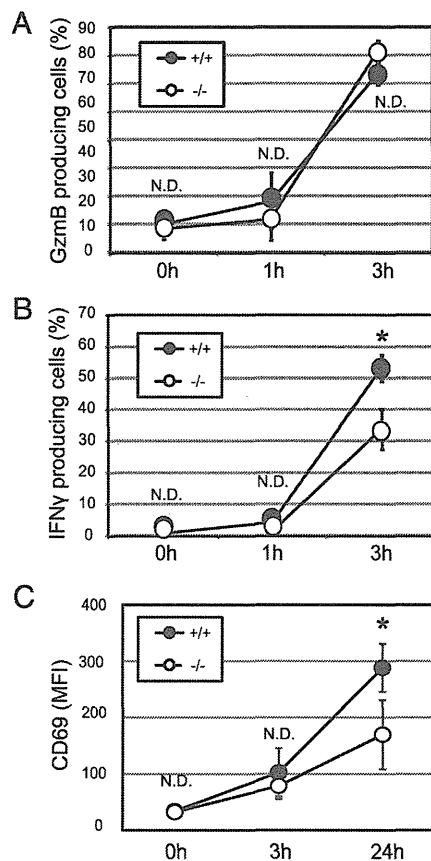 A
GzmB producing cells (%)
90
80
70
60
50
40
30
20
10
0
+/+
-/-
N.D.
N.D.
N.D.
0h
1h
3h
B
IFNγ producing cells (%)
70
60
50
40
30
20
10
0
+/+
-/-
N.D.
N.D.
*
0h
1h
3h
C
CD69 (MFI)
400
300
200
100
0
+/+
-/-
N.D.
N.D.
*
0h
3h
24h